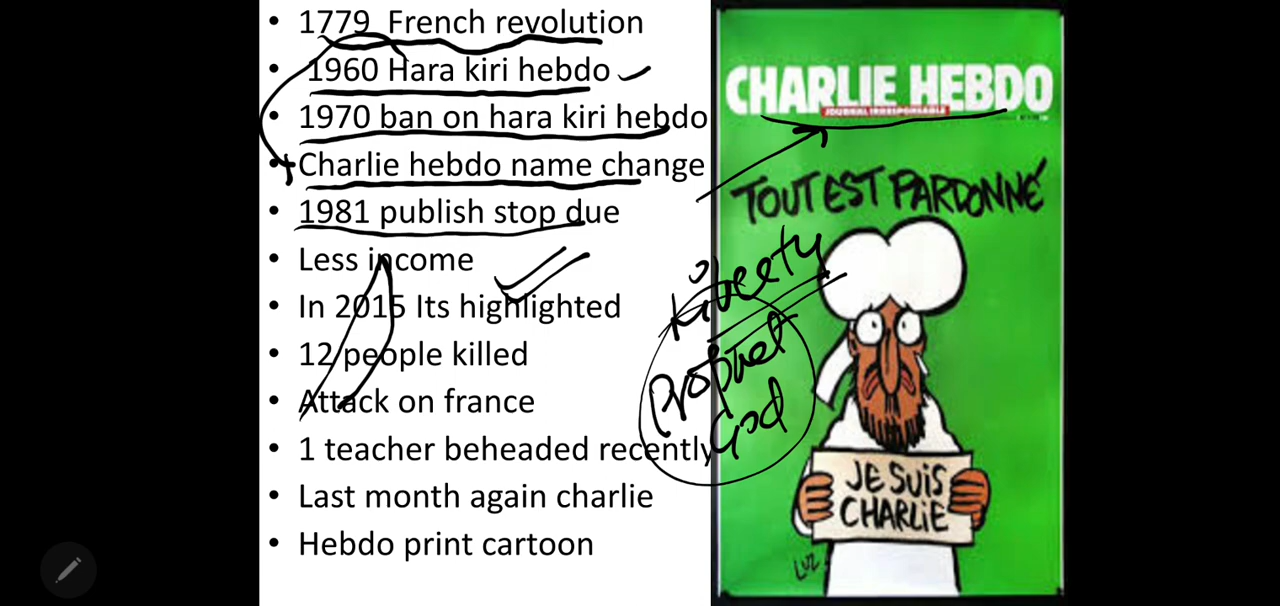 1779 French revolution
1960 Hara kiri hebdo
1970 ban on hara kiri hebdo
Charlie hebdo name change
1981 publish stop due
Less income
In 2015 Its highlighted
12 people killed
Attack on france
1 teacher beheaded recently
Last month again charlie
Hebdo print cartoon
CHARLIE HEBDO
JOURNAL IRRESPONSABLE
TOUT EST PARDONNÉ
Prophet
God
JE SUIS
CHARLIE
LUZ